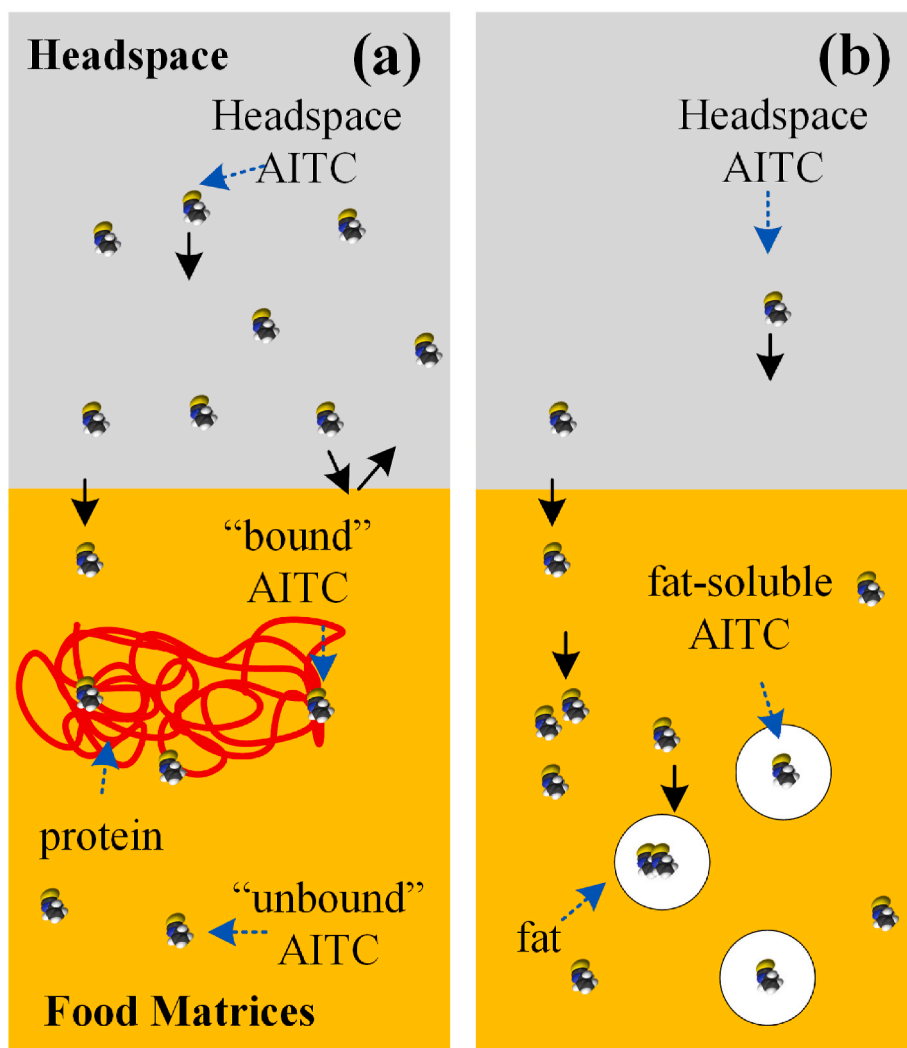 Headspace
(a)
Headspace
AITC
“bound”
AITC
protein
“unbound”
AITC
Food Matrices
(b)
Headspace
AITC
fat-soluble
AITC
fat